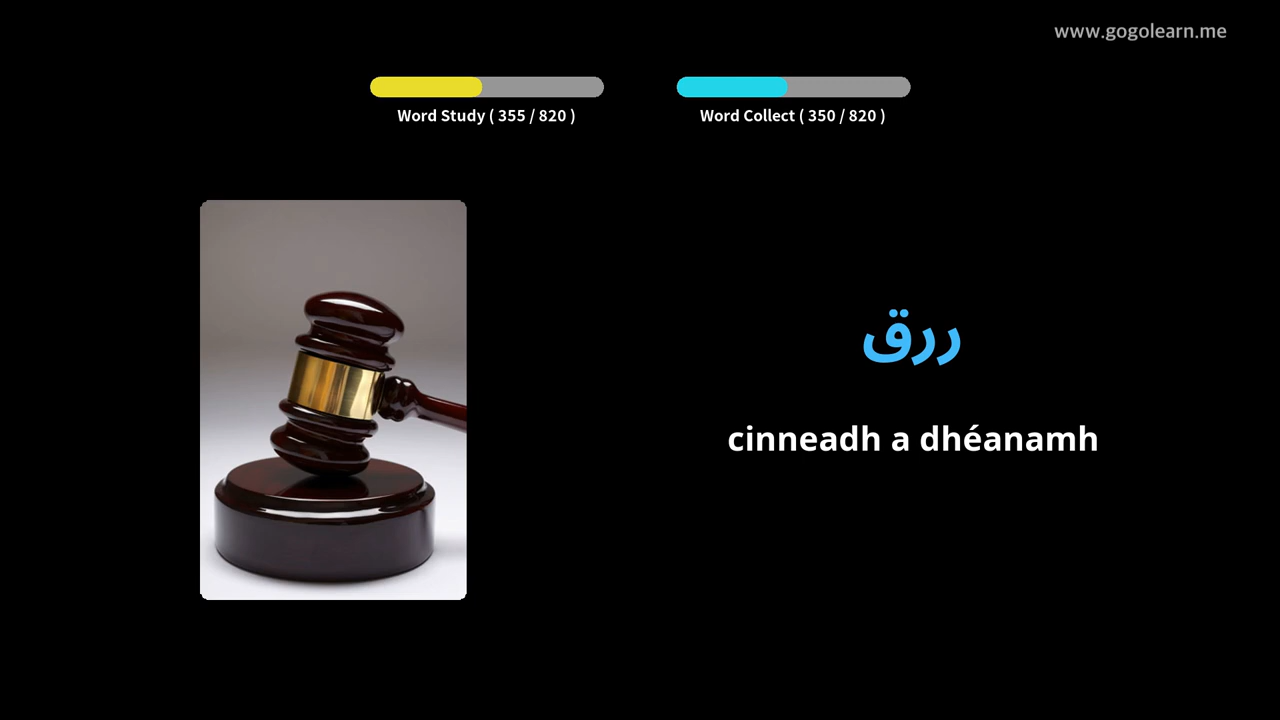 www.gogolearn.me
Word Study ( 355 / 820 )
Word Collect ( 350 / 820 )
ررق
cinneadh a dhéanamh